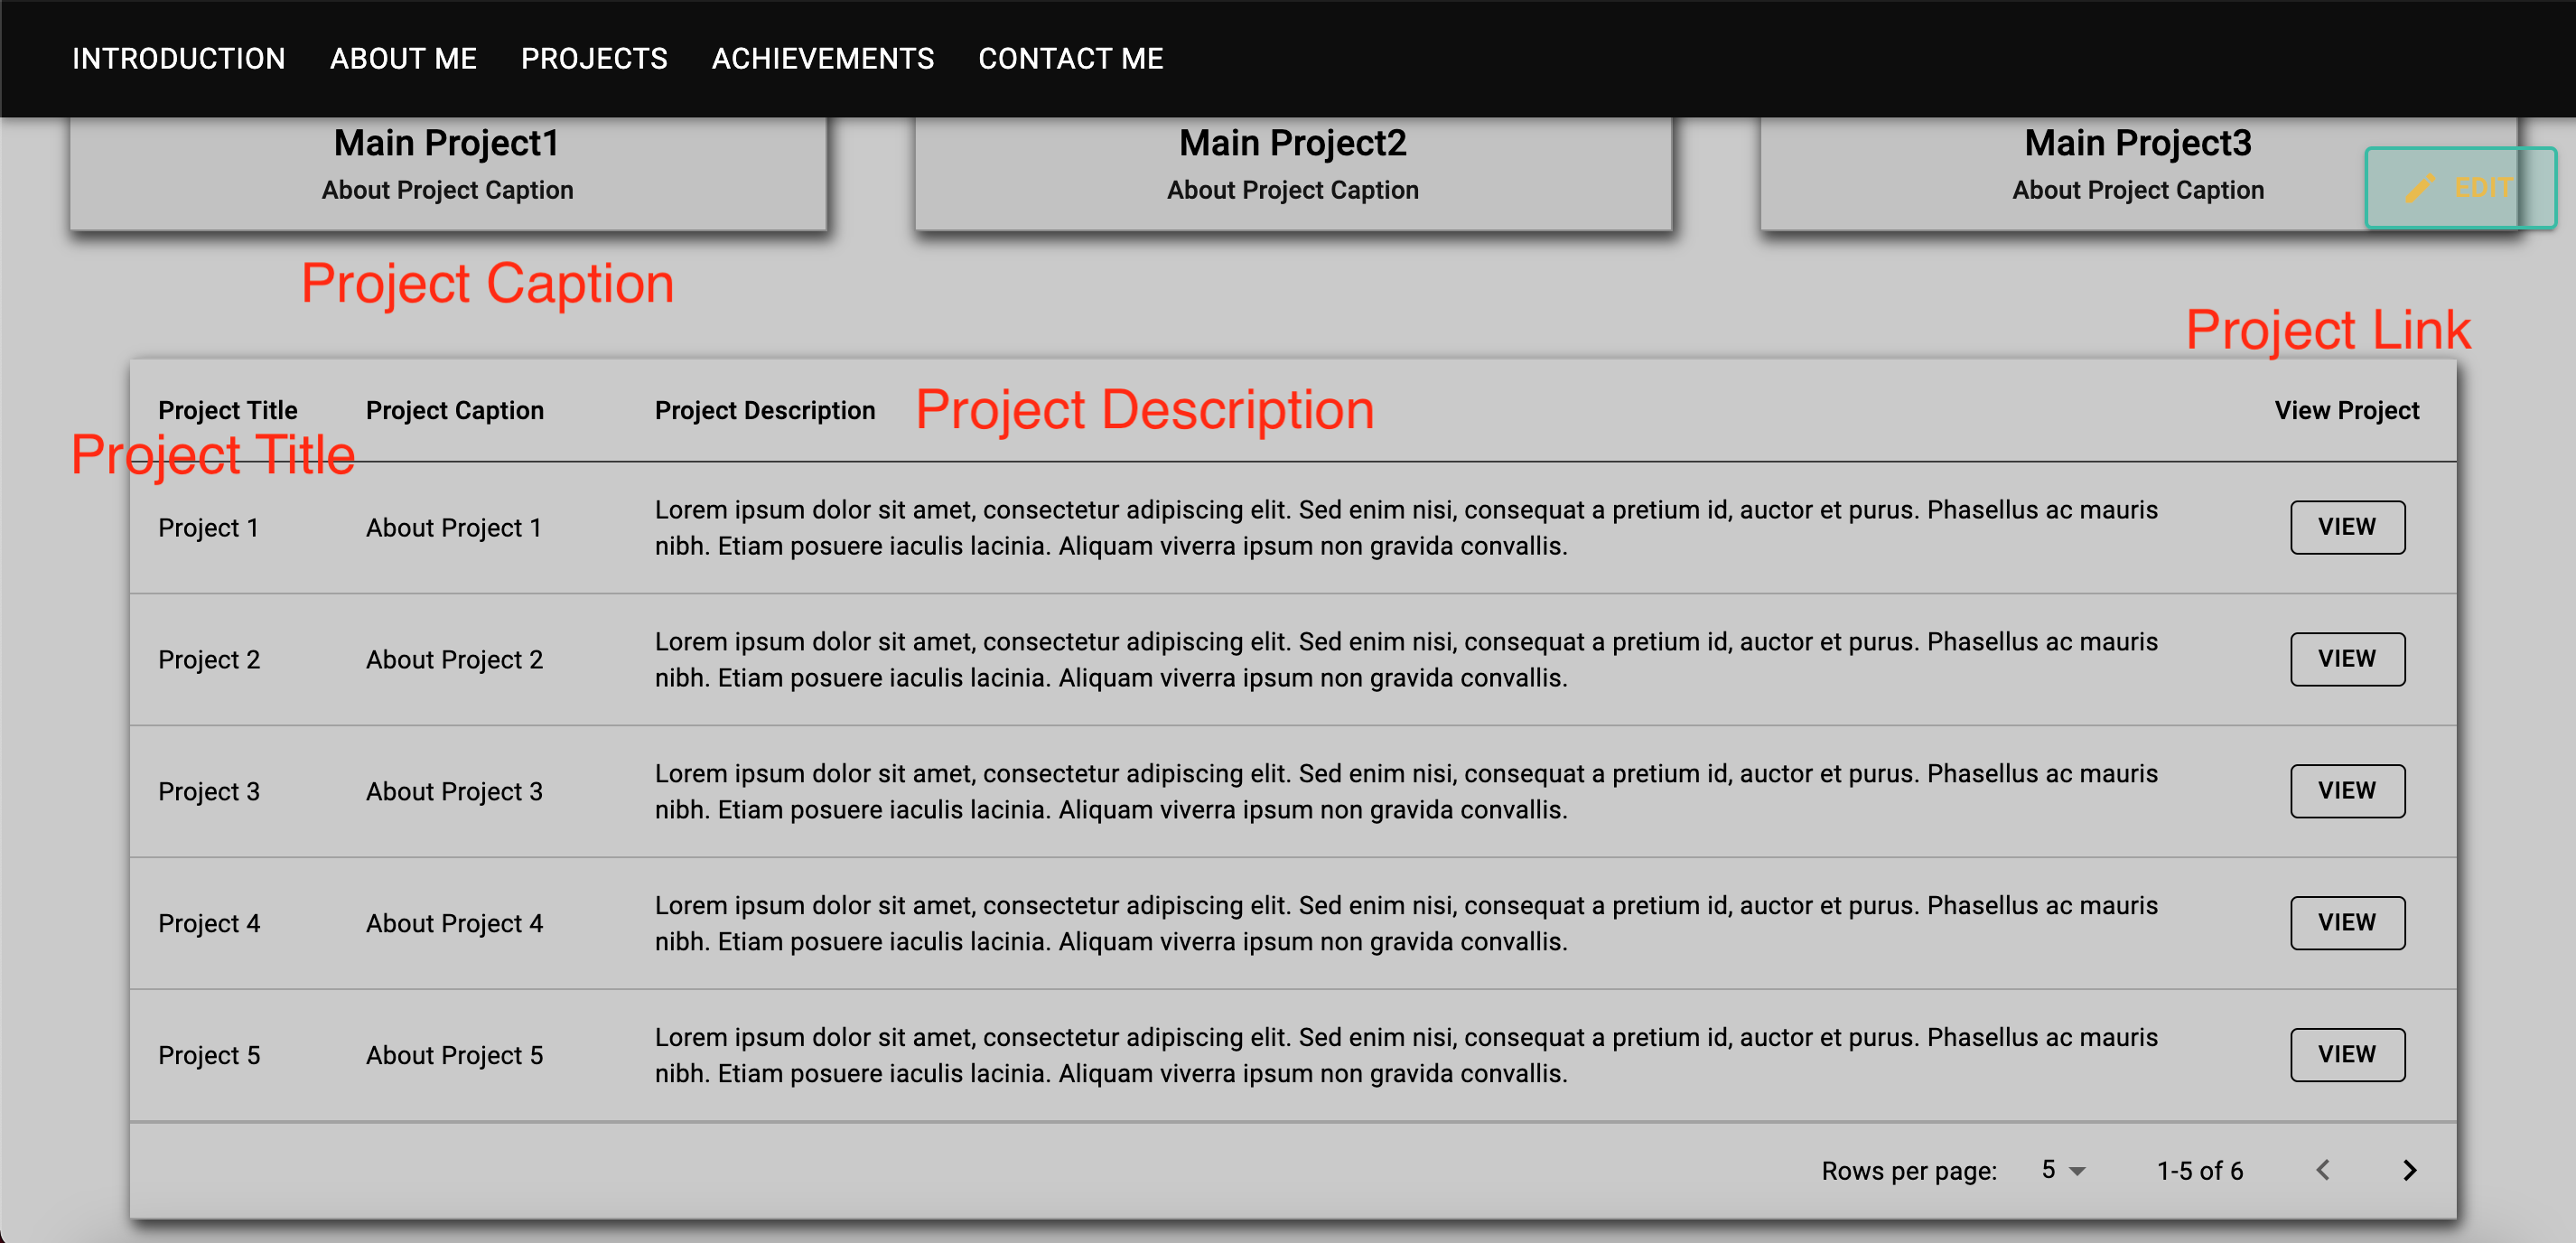 INTRODUCTION ABOUT ME PROJECTS ACHIEVEMENTS CONTACT ME
Main Project1 Main Project2 Main Project3
About Project Caption About Project Caption About Project Caption
EDIT
Project Caption
Project Link
Project Title Project Caption Project Description Project Description View Project
Project Title
Project 1 About Project 1 Lorem ipsum dolor sit amet, consectetur adipiscing elit. Sed enim nisi, consequat a pretium id, auctor et purus. Phasellus ac mauris
nibh. Etiam posuere iaculis lacinia. Aliquam viverra ipsum non gravida convallis.
VIEW
Project 2 About Project 2 Lorem ipsum dolor sit amet, consectetur adipiscing elit. Sed enim nisi, consequat a pretium id, auctor et purus. Phasellus ac mauris
nibh. Etiam posuere iaculis lacinia. Aliquam viverra ipsum non gravida convallis.
VIEW
Project 3 About Project 3 Lorem ipsum dolor sit amet, consectetur adipiscing elit. Sed enim nisi, consequat a pretium id, auctor et purus. Phasellus ac mauris
nibh. Etiam posuere iaculis lacinia. Aliquam viverra ipsum non gravida convallis.
VIEW
Project 4 About Project 4 Lorem ipsum dolor sit amet, consectetur adipiscing elit. Sed enim nisi, consequat a pretium id, auctor et purus. Phasellus ac mauris
nibh. Etiam posuere iaculis lacinia. Aliquam viverra ipsum non gravida convallis.
VIEW
Project 5 About Project 5 Lorem ipsum dolor sit amet, consectetur adipiscing elit. Sed enim nisi, consequat a pretium id, auctor et purus. Phasellus ac mauris
nibh. Etiam posuere iaculis lacinia. Aliquam viverra ipsum non gravida convallis.
VIEW
Rows per page: 5 1-5 of 6